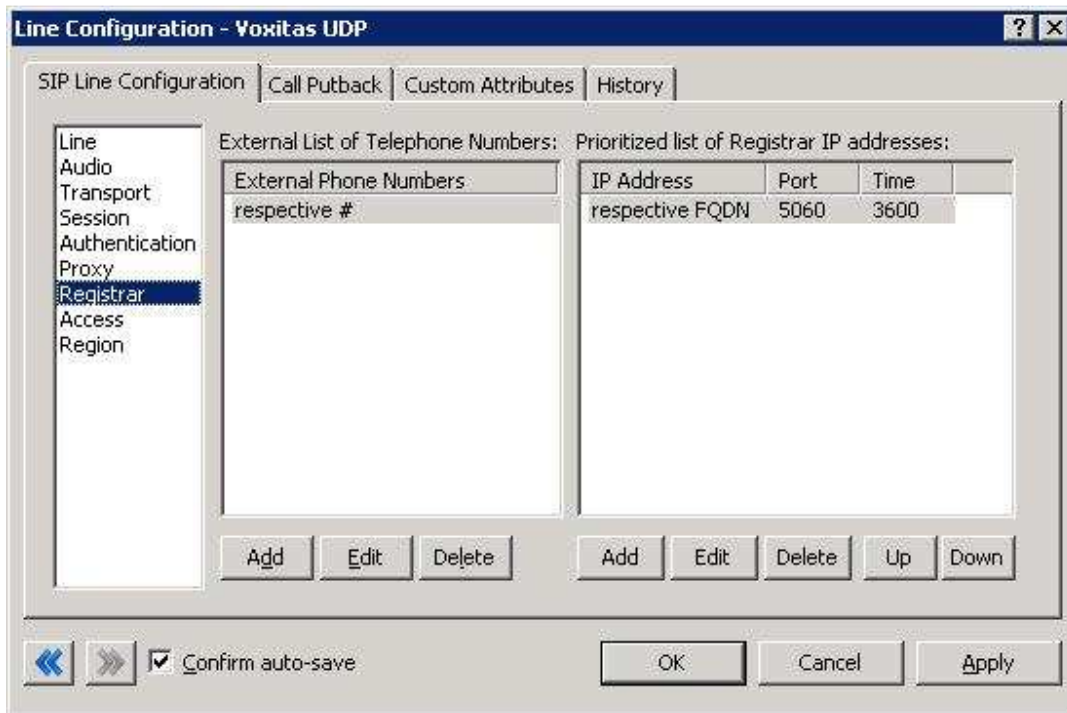 Line Configuration - Voxitas UDP
SIP Line Configuration
Call Putback
Custom Attributes
History
Line
Audio
Transport
Session
Authentication
Proxy
Registrar
Access
Region
External List of Telephone Numbers:
External Phone Numbers
respective #
Add
Edit
Delete
Prioritized list of Registrar IP addresses:
IP Address Port Time
respective FQDN 5060 3600
Add
Edit
Delete
Up
Down
Confirm auto-save
OK
Cancel
Apply